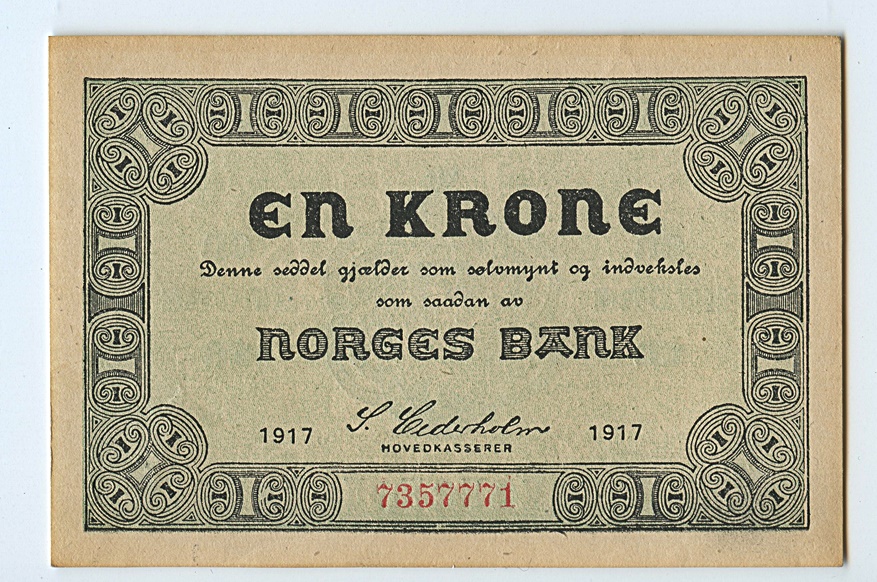 EN KRONE
Denne seddel gjælder som sølvmynt og indveksles
som saadan av
NORGES BANK
1917 S. Cederholm 1917
HOVEDKASSERER
7357771